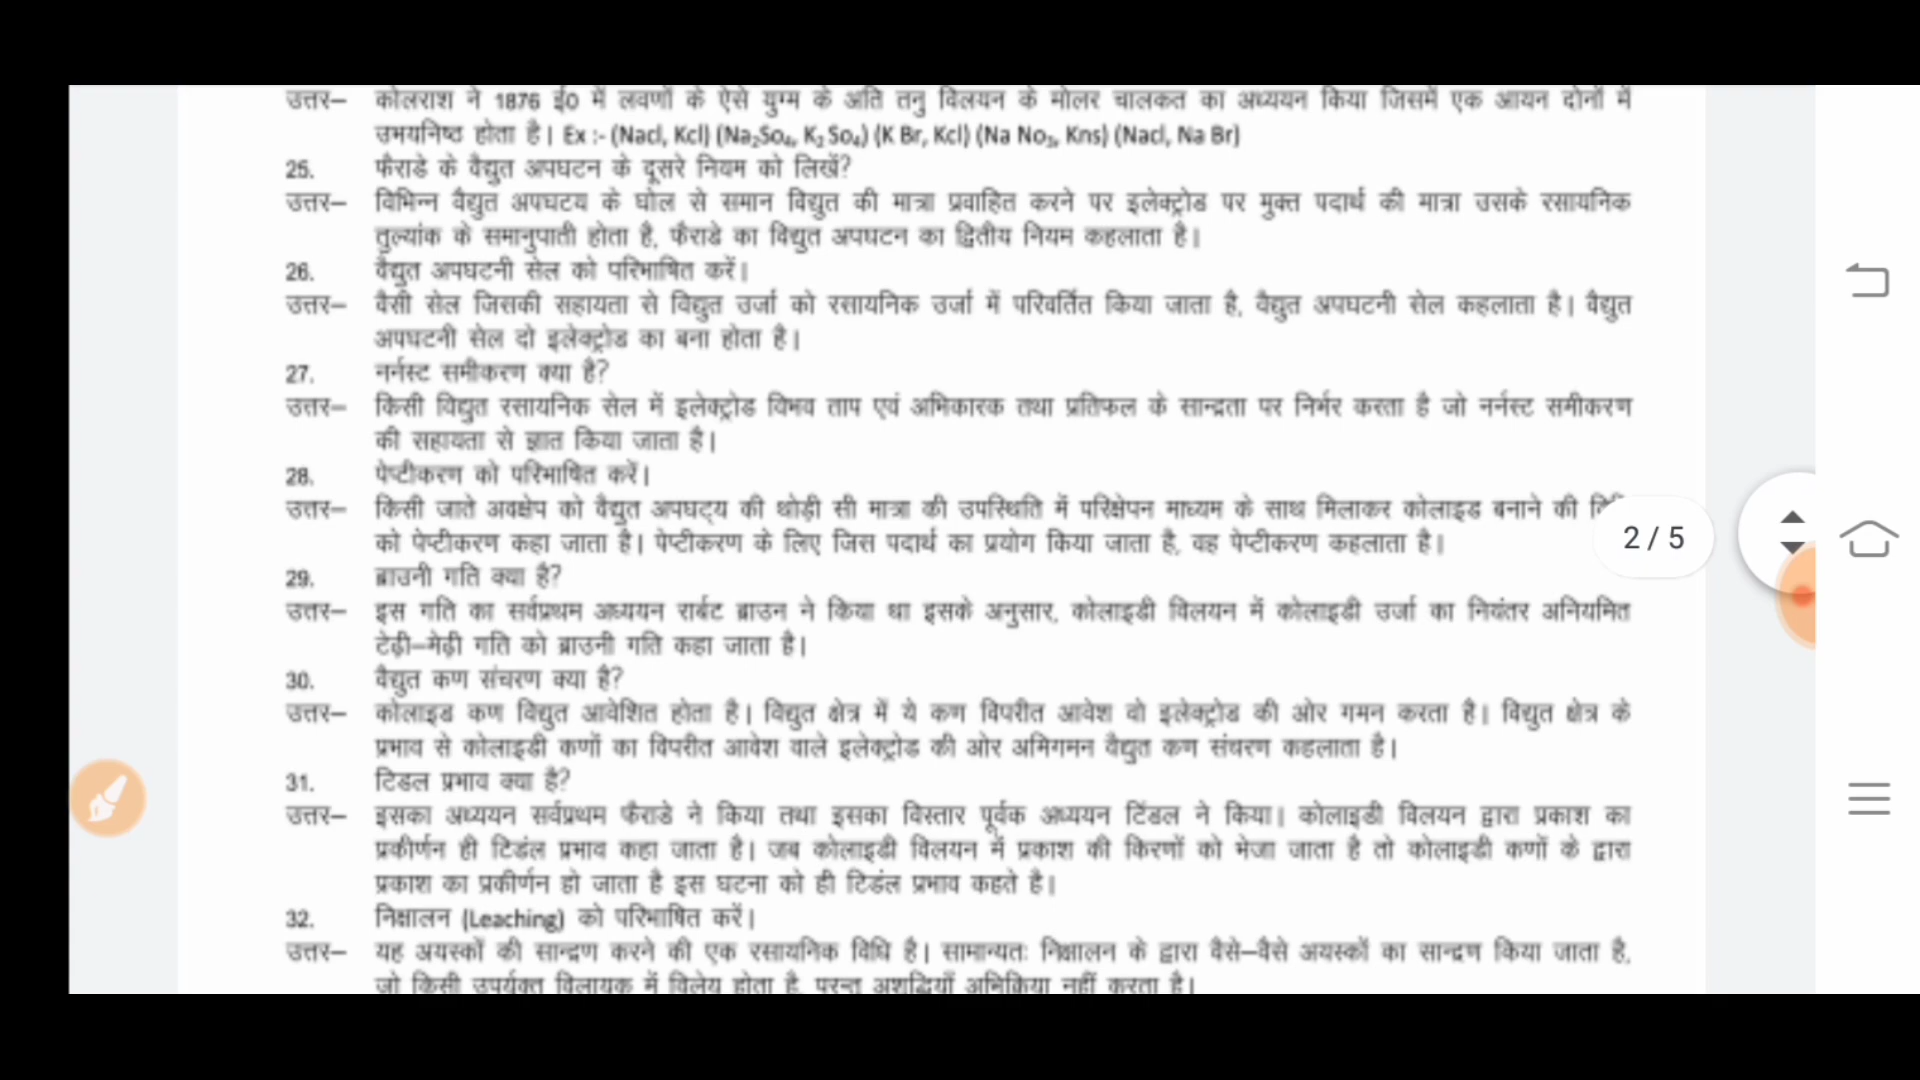 उत्तर– कोलराश ने 1876 ई0 में लवणों के ऐसे युग्म के अति तनु विलयन के मोलर चालकत का अध्ययन किया जिसमें एक आयन दोनों में
उभयनिष्ठ होता है। Ex :- (Nacl, Kcl) (Na₂So₄, K₂ So₄) (K Br, Kcl) (Na No₃, Kns) (Nacl, Na Br)
25. फैराडे के वैद्युत अपघटन के दूसरे नियम को लिखें?
उत्तर– विभिन्न वैद्युत अपघटय के घोल से समान विद्युत की मात्रा प्रवाहित करने पर इलेक्ट्रोड पर मुक्त पदार्थ की मात्रा उसके रसायनिक
तुल्यांक के समानुपाती होता है, फैराडे का विद्युत अपघटन का द्वितीय नियम कहलाता है।
26. वैद्युत अपघटनी सेल को परिभाषित करें।
उत्तर– वैसी सेल जिसकी सहायता से विद्युत उर्जा को रसायनिक उर्जा में परिवर्तित किया जाता है, वैद्युत अपघटनी सेल कहलाता है। वैद्युत
अपघटनी सेल दो इलेक्ट्रोड का बना होता है।
27. नर्नस्ट समीकरण क्या है?
उत्तर– किसी विद्युत रसायनिक सेल में इलेक्ट्रोड विभव ताप एवं अभिकारक तथा प्रतिफल के सान्द्रता पर निर्भर करता है जो नर्नस्ट समीकरण
की सहायता से ज्ञात किया जाता है।
28. पेप्टीकरण को परिभाषित करें।
उत्तर– किसी जाते अवक्षेप को वैद्युत अपघट्य की थोड़ी सी मात्रा की उपस्थिति में परिक्षेपन माध्यम के साथ मिलाकर कोलाइड बनाने की
को पेप्टीकरण कहा जाता है। पेप्टीकरण के लिए जिस पदार्थ का प्रयोग किया जाता है, वह पेप्टीकरण कहलाता है।
2 / 5
29. ब्राउनी गति क्या है?
उत्तर– इस गति का सर्वप्रथम अध्ययन रार्बट ब्राउन ने किया था इसके अनुसार, कोलाइडी विलयन में कोलाइडी उर्जा का नियंतर अनियमित
टेढ़ी–मेढ़ी गति को ब्राउनी गति कहा जाता है।
30. वैद्युत कण संचरण क्या है?
उत्तर– कोलाइड कण विद्युत आवेशित होता है। विद्युत क्षेत्र में ये कण विपरीत आवेश वो इलेक्ट्रोड की ओर गमन करता है। विद्युत क्षेत्र के
प्रभाव से कोलाइडी कणों का विपरीत आवेश वाले इलेक्ट्रोड की ओर अमिगमन वैद्युत कण संचरण कहलाता है।
31. टिडल प्रभाव क्या है?
उत्तर– इसका अध्ययन सर्वप्रथम फैराडे ने किया तथा इसका विस्तार पूर्वक अध्ययन टिंडल ने किया। कोलाइडी विलयन द्वारा प्रकाश का
प्रकीर्णन ही टिडंल प्रभाव कहा जाता है। जब कोलाइडी विलयन में प्रकाश की किरणों को भेजा जाता है तो कोलाइडी कणों के द्वारा
प्रकाश का प्रकीर्णन हो जाता है इस घटना को ही टिडंल प्रभाव कहते है।
32. निक्षालन (Leaching) को परिभाषित करें।
उत्तर– यह अयस्कों की सान्द्रण करने की एक रसायनिक विधि है। सामान्यतः निक्षालन के द्वारा वैसे–वैसे अयस्कों का सान्द्रण किया जाता है,
जो किसी उपर्युक्त विलायक में विलेय होता है, परन्तु अशुद्धियाँ अभिक्रिया नहीं करता है।